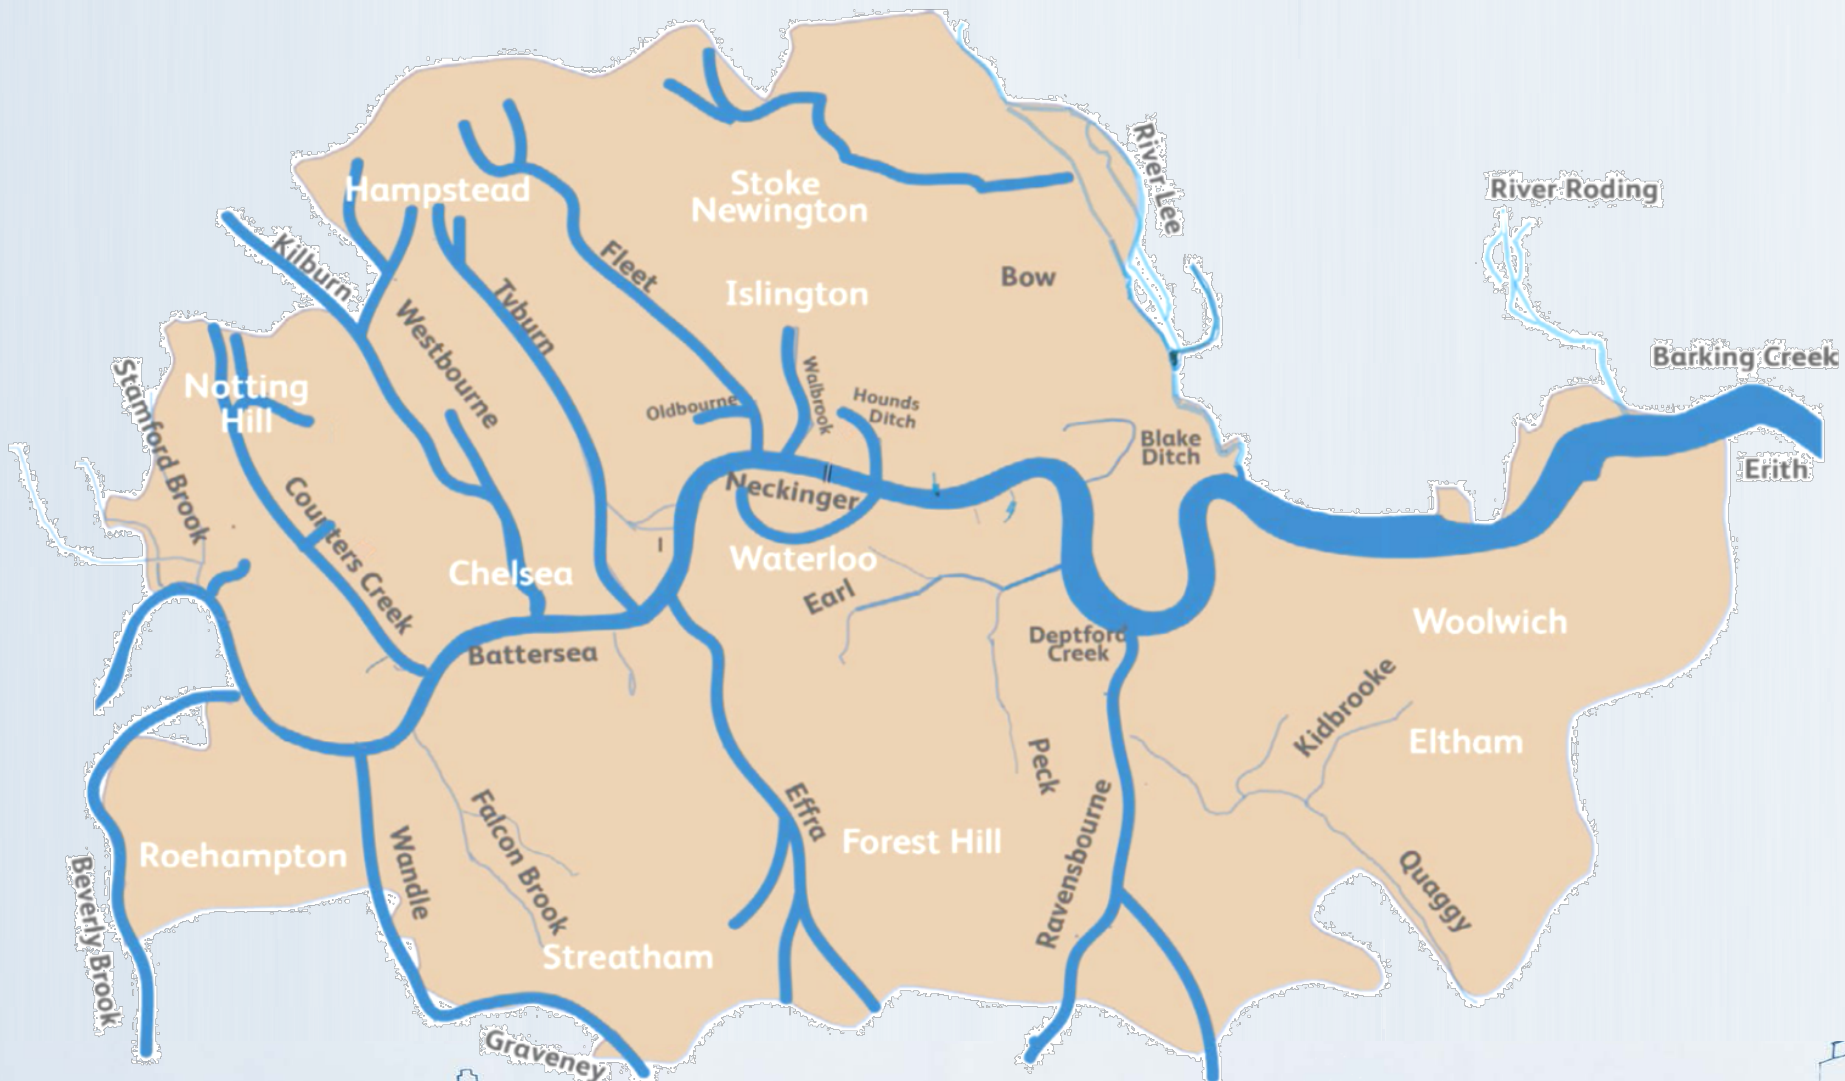 River Lee
River Roding
Hampstead
Stoke
Newington
Kilburn
Fleet
Bow
Islington
Tyburn
Westbourne
Barking Creek
Stamford Brook
Notting
Hill
Oldbourne
Walbrook
Hounds
Ditch
Blake
Ditch
Erith
Neckinger
Counters Creek
Chelsea
Waterloo
Earl
Woolwich
Deptford
Creek
Battersea
Kidbrooke
Eltham
Peck
Effra
Forest Hill
Ravensbourne
Falcon Brook
Wandle
Roehampton
Quaggy
Beverly Brook
Streatham
Graveney